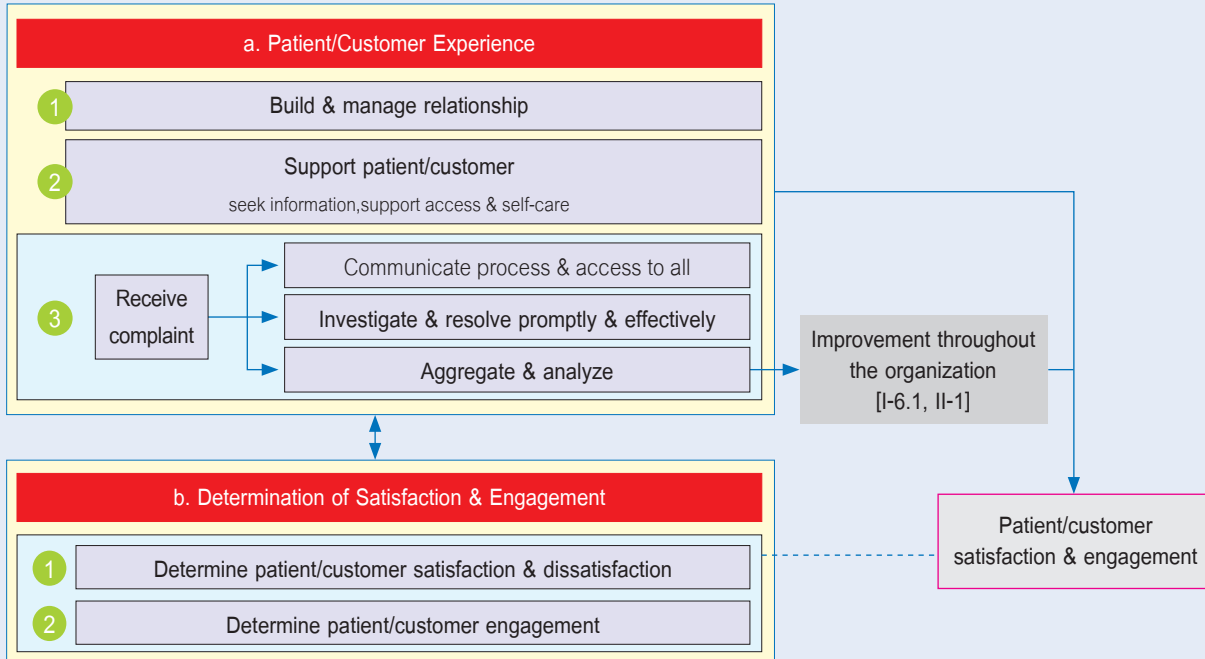 a. Patient/Customer Experience
1
Build & manage relationship
2
Support patient/customer
seek information,support access & self-care
3
Receive
complaint
Communicate process & access to all
Investigate & resolve promptly & effectively
Aggregate & analyze
Improvement throughout
the organization
[I-6.1, II-1]
b. Determination of Satisfaction & Engagement
1
Determine patient/customer satisfaction & dissatisfaction
2
Determine patient/customer engagement
Patient/customer
satisfaction & engagement